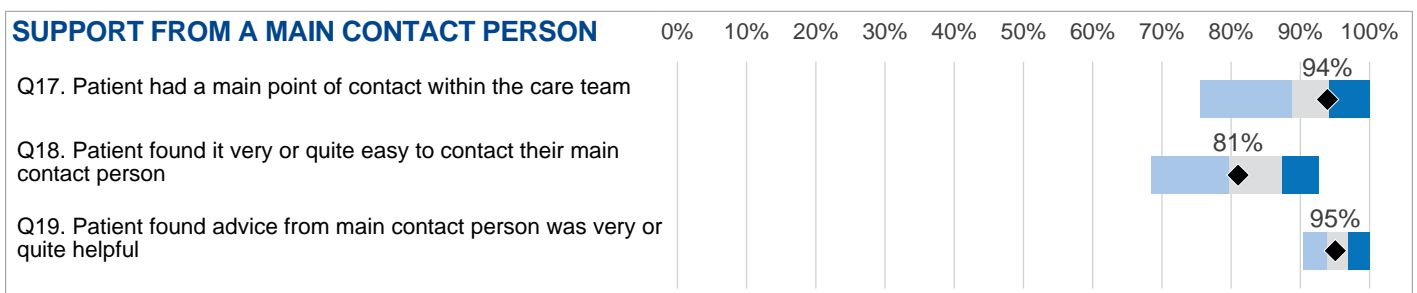 SUPPORT FROM A MAIN CONTACT PERSON 0% 10% 20% 30% 40% 50% 60% 70% 80% 90% 100%
94%
Q17. Patient had a main point of contact within the care team
81%
Q18. Patient found it very or quite easy to contact their main
contact person
95%
Q19. Patient found advice from main contact person was very or
quite helpful